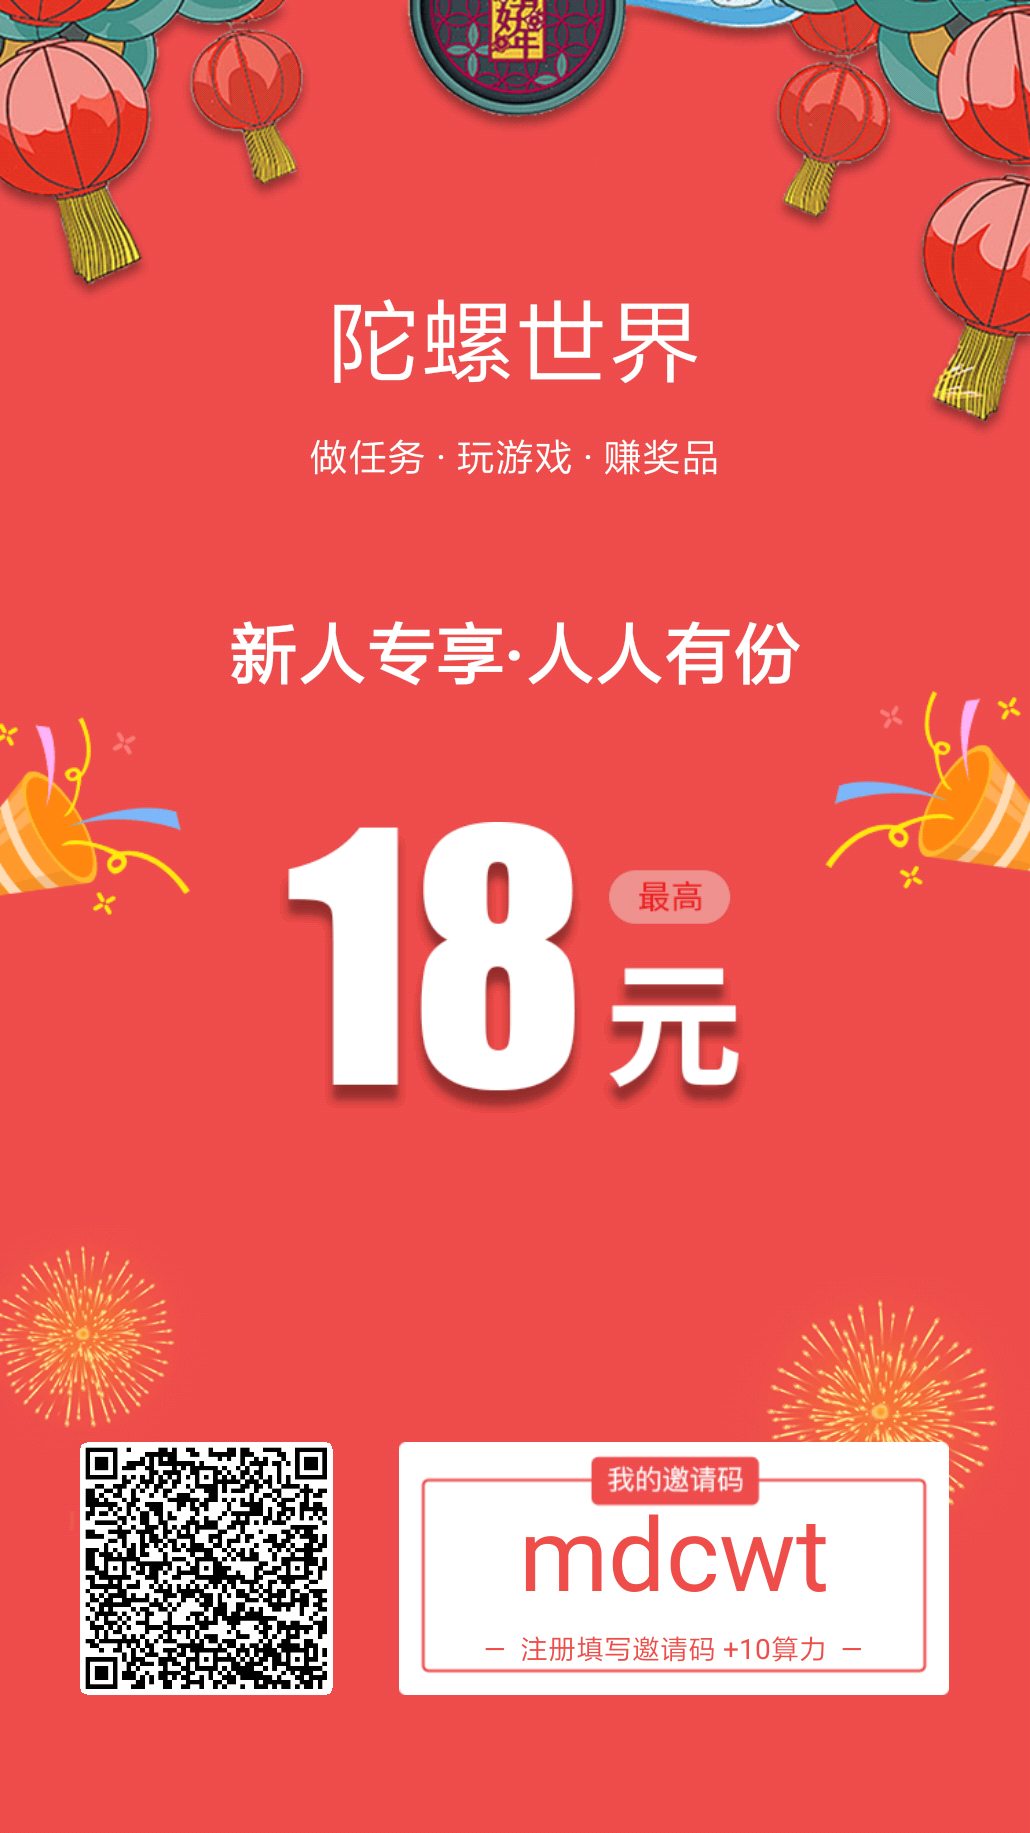 好年
陀螺世界
做任务 · 玩游戏 · 赚奖品
新人专享·人人有份
18
最高
元
我的邀请码
mdcwt
— 注册填写邀请码 +10算力 —